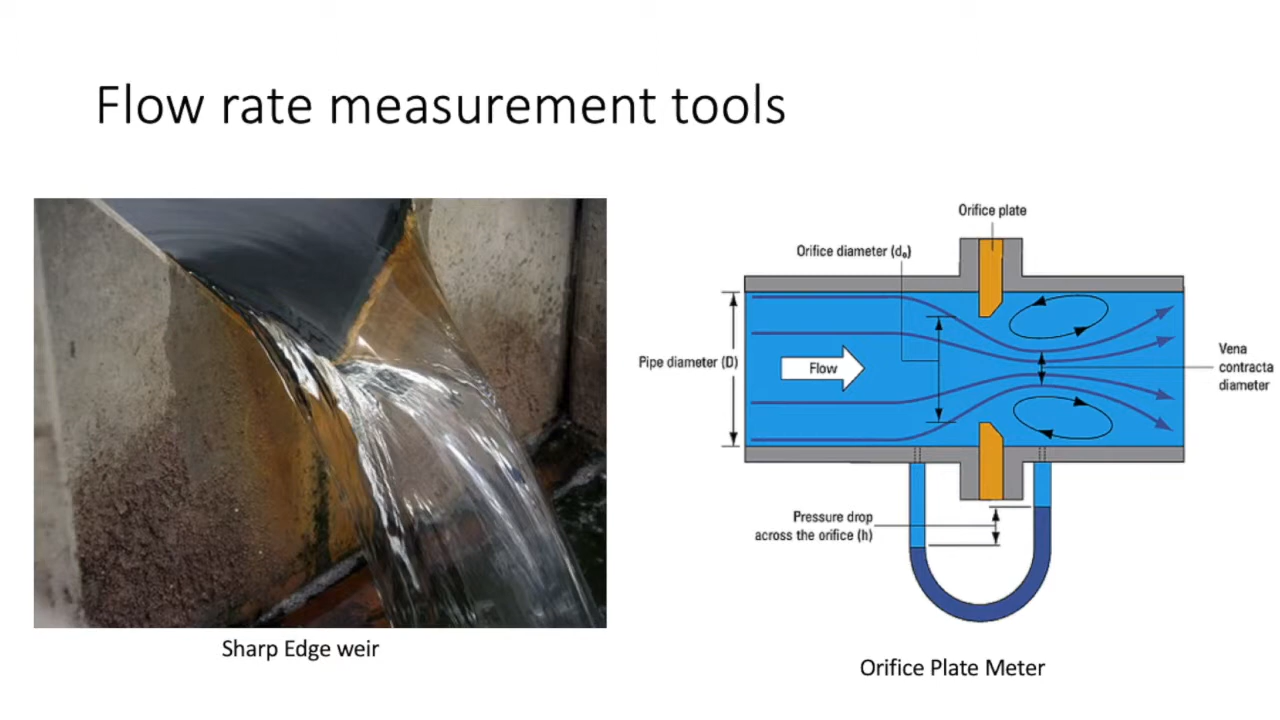 Flow rate measurement tools
Orifice plate
Orifice diameter (dₒ)
Pipe diameter (D)
Flow
Vena
contracta
diameter
Pressure drop
across the orifice (h)
Sharp Edge weir
Orifice Plate Meter